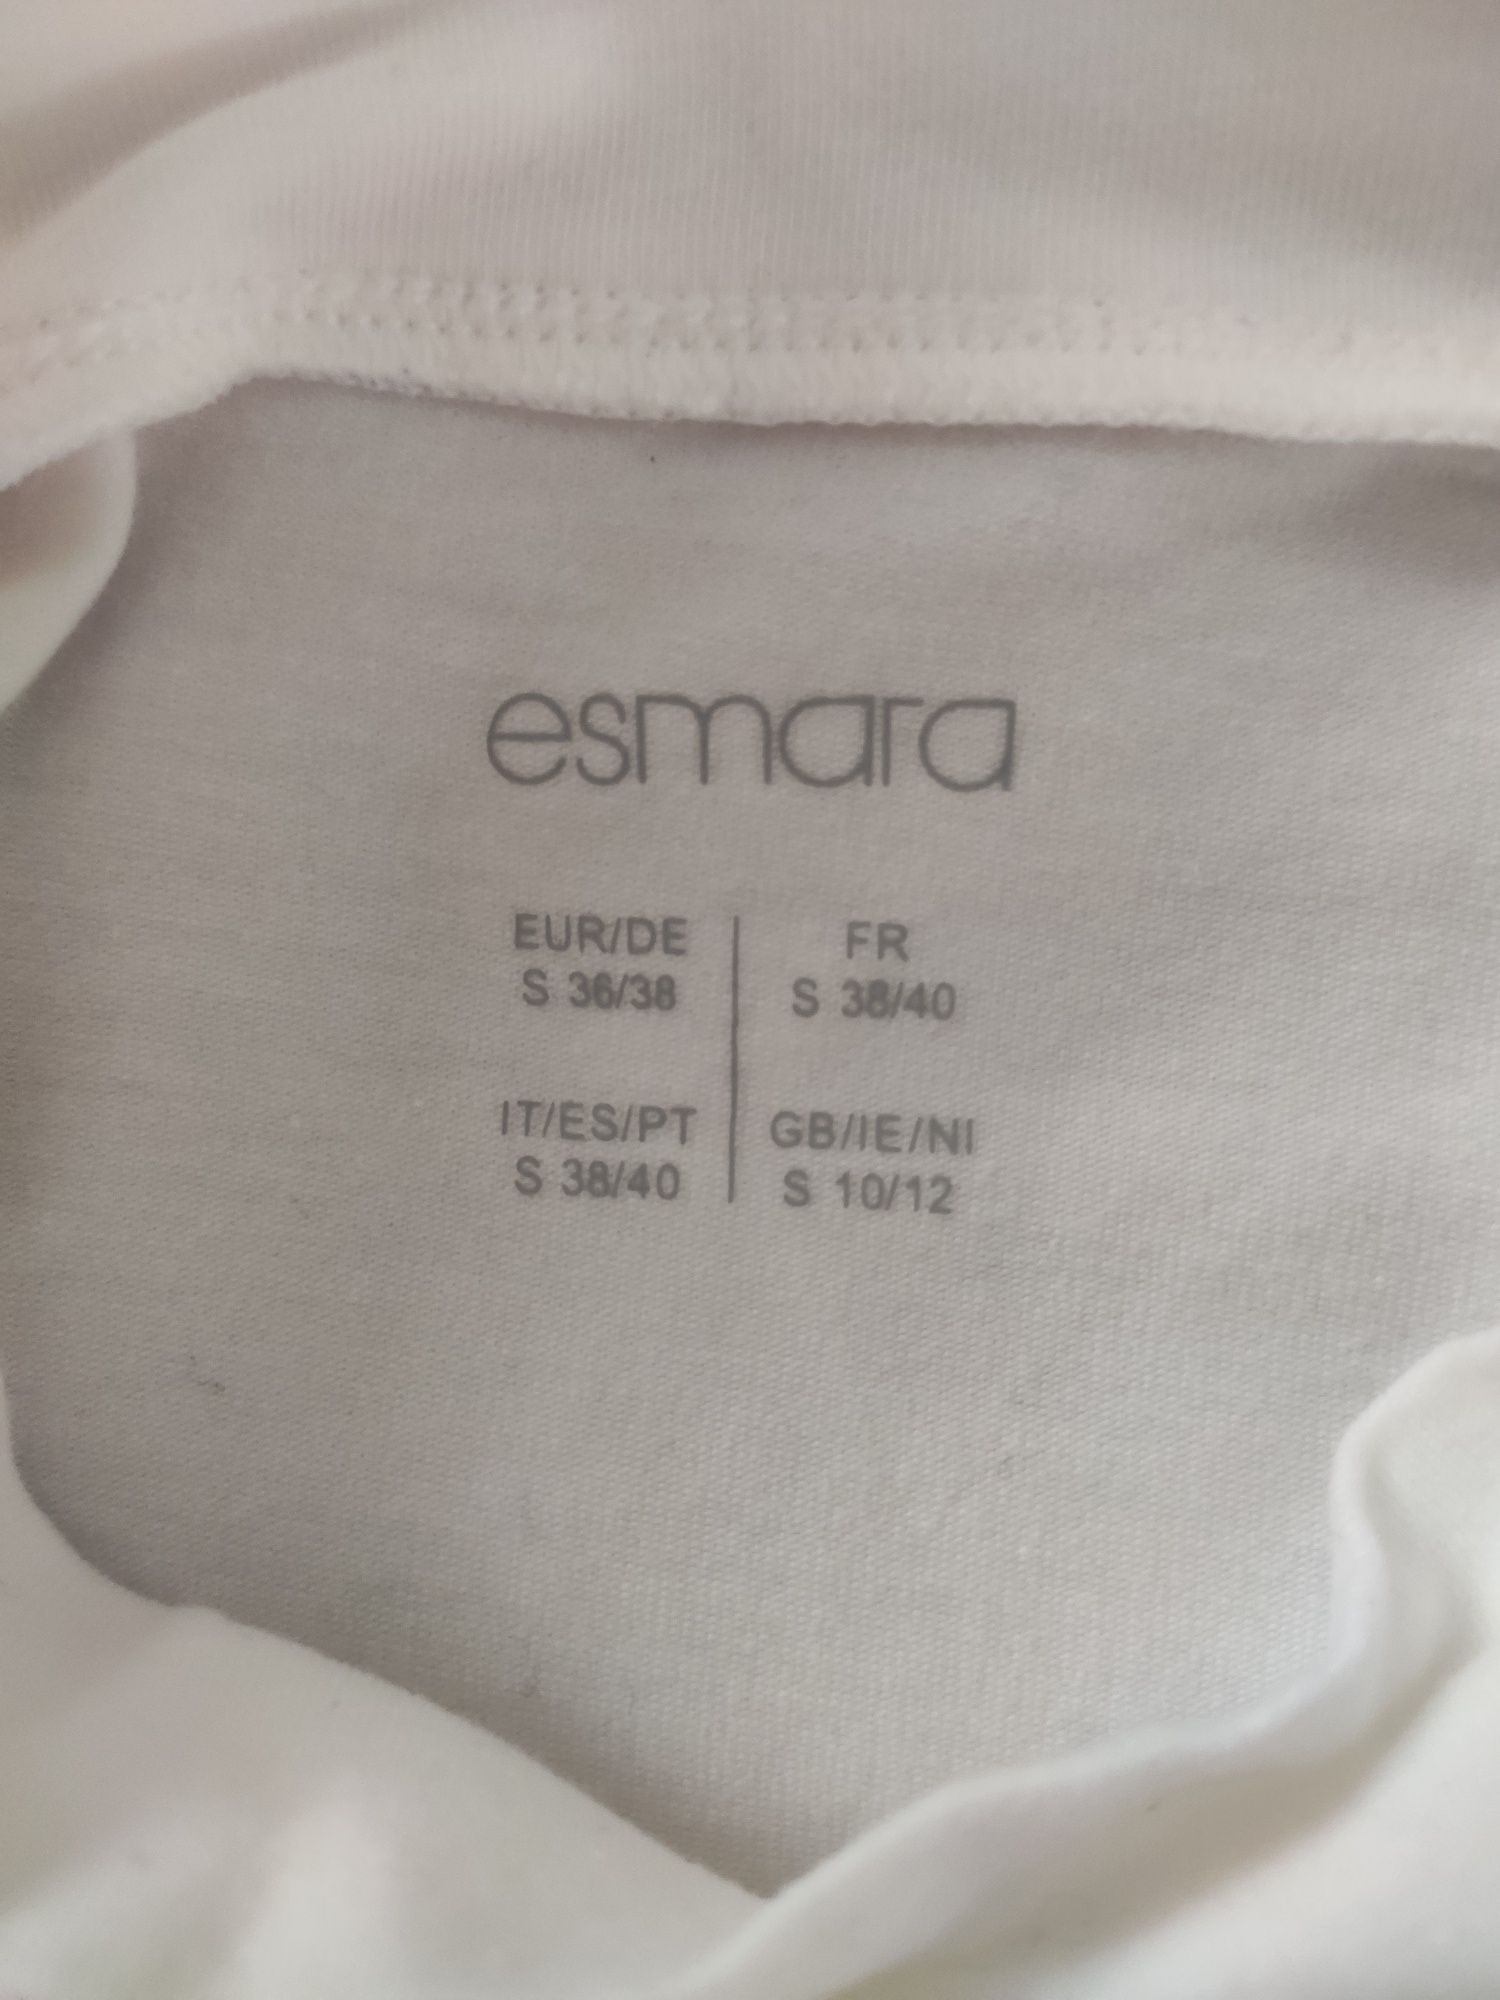 esmara
EUR/DE
S 36/38
FR
S 38/40
IT/ES/PT
S 38/40
GB/IE/NI
S 10/12